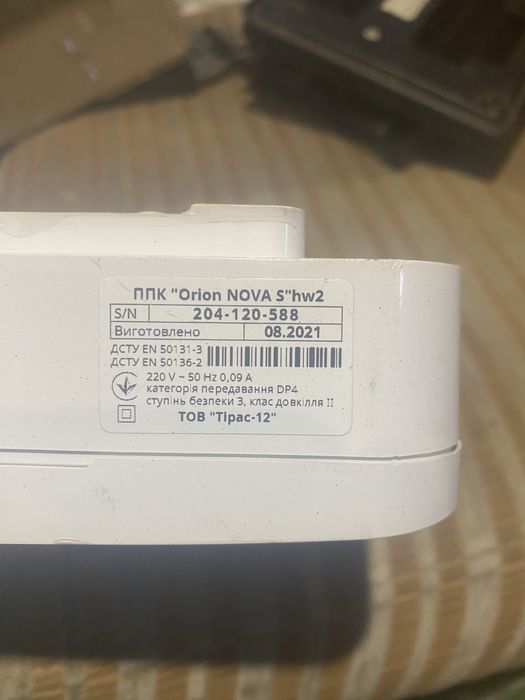 ППК "Orion NOVA S"hw2
S/N 204-120-588
Виготовлено 08.2021
ДСТУ EN 50131-3
ДСТУ EN 50136-2
220 V ~ 50 Hz 0,09 A
категорія передавання DP4
ступінь безпеки 3, клас довкілля II
ТОВ "Тірас-12"